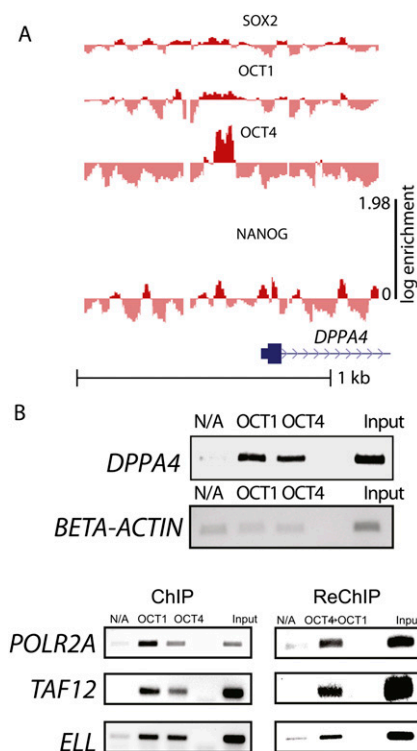 A
SOX2
OCT1
OCT4
1.98
NANOG
log enrichment
0
DPPA4
1 kb
B
N/A OCT1 OCT4 Input
DPPA4
N/A OCT1 OCT4 Input
BETA-ACTIN
ChIP ReChIP
N/A OCT1 OCT4 Input N/A OCT4+OCT1 Input
POLR2A
TAF12
ELL